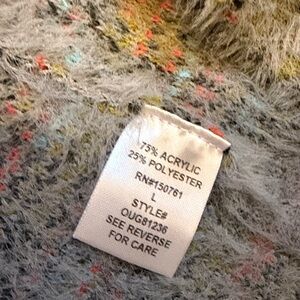 75% ACRYLIC
25% POLYESTER
RN#150761
L
STYLE#
OUG81236
SEE REVERSE
FOR CARE